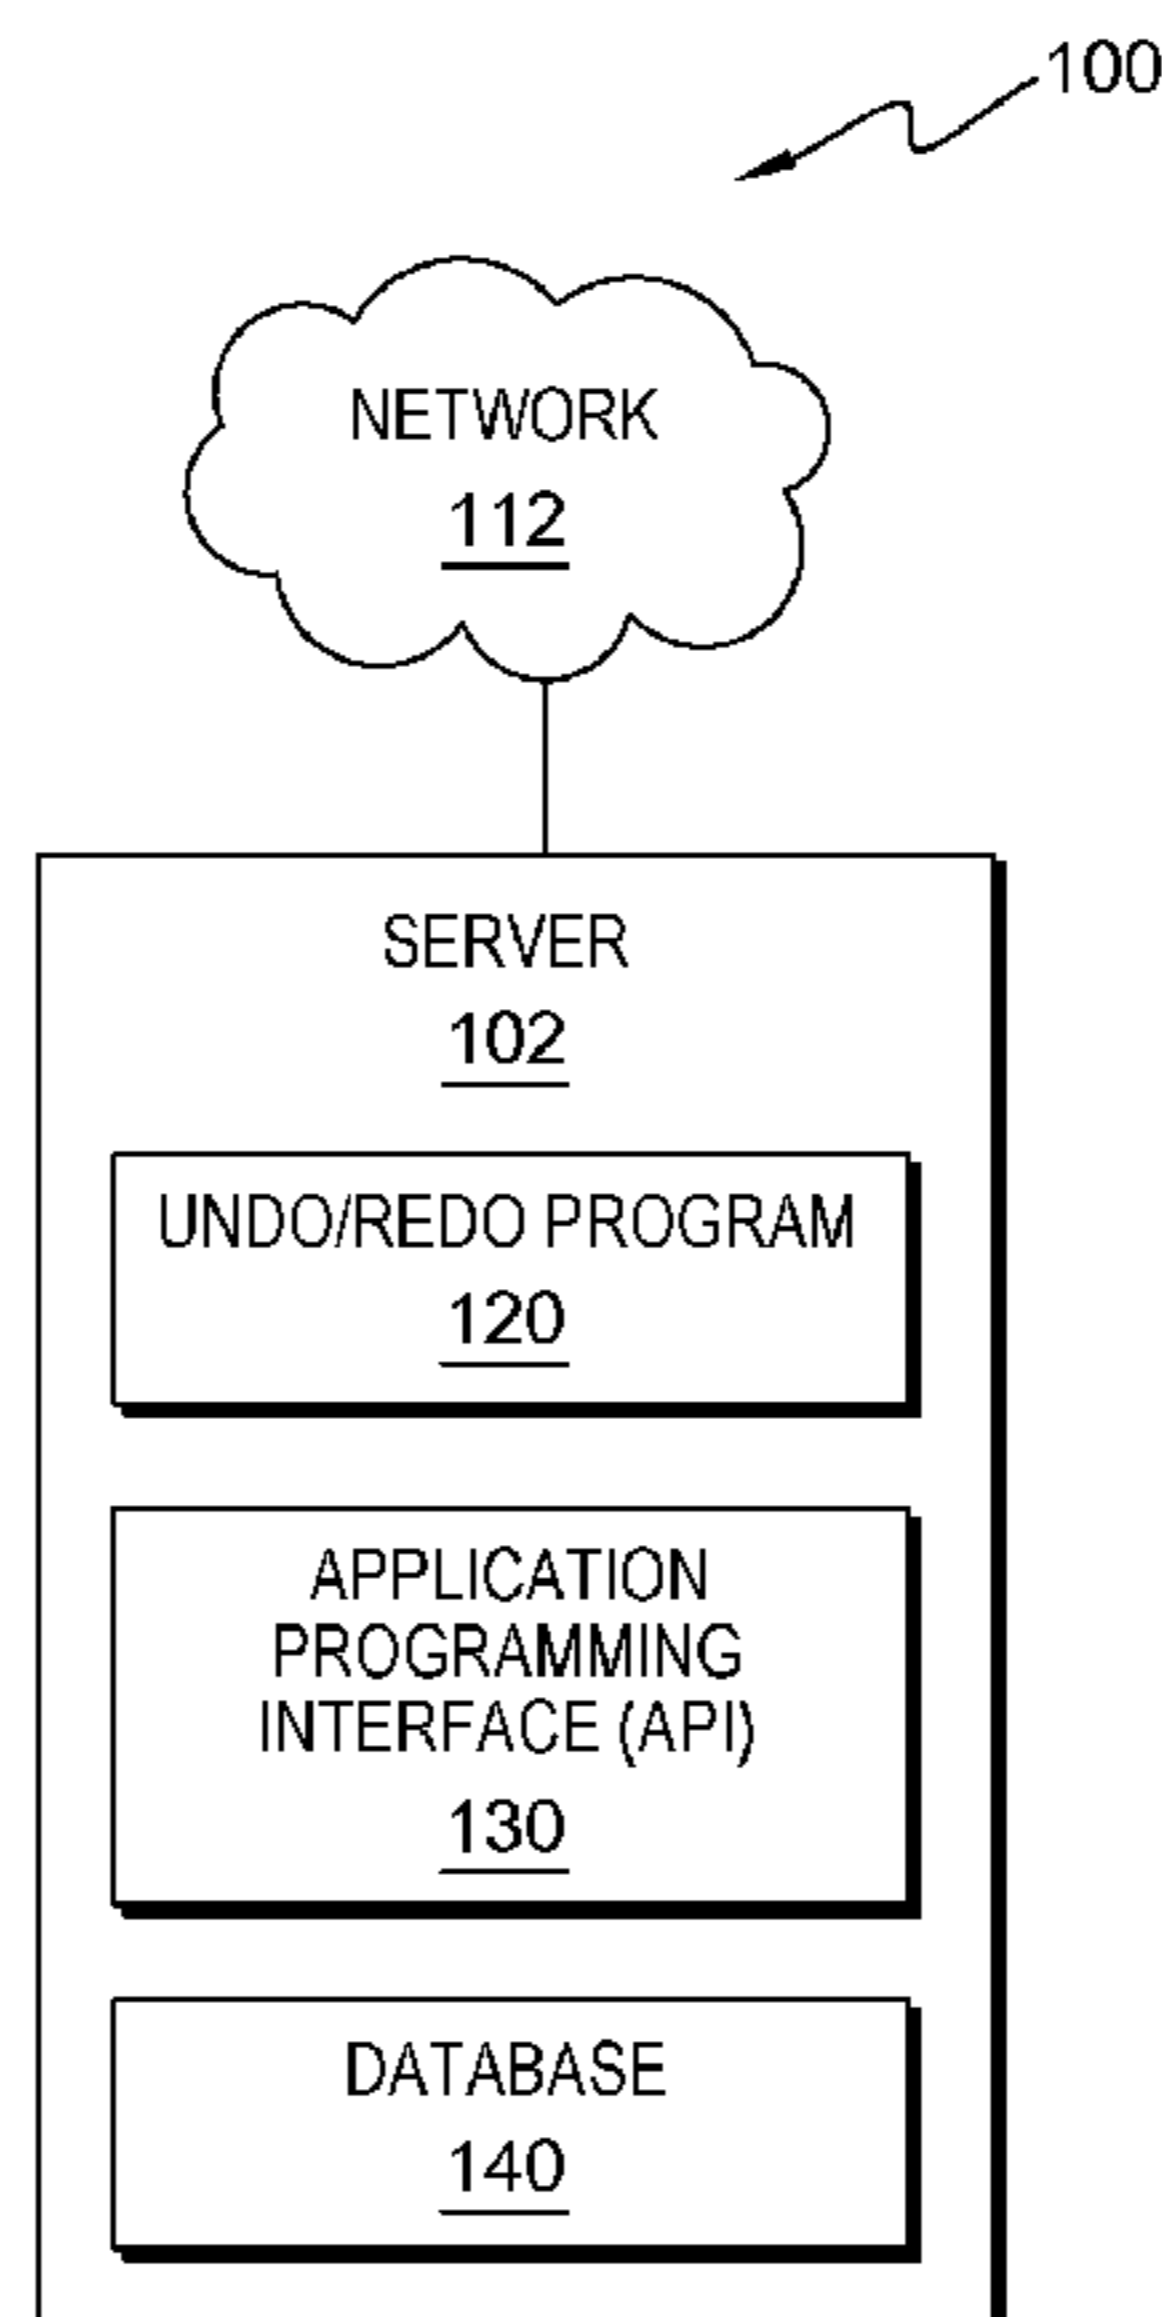 100
NETWORK
112
SERVER
102
UNDO/REDO PROGRAM
120
APPLICATION
PROGRAMMING
INTERFACE (API)
130
DATABASE
140